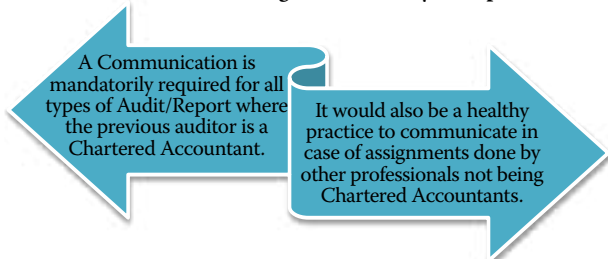 A Communication is
mandatorily required for all
types of Audit/Report where
the previous auditor is a
Chartered Accountant.
It would also be a healthy
practice to communicate in
case of assignments done by
other professionals not being
Chartered Accountants.